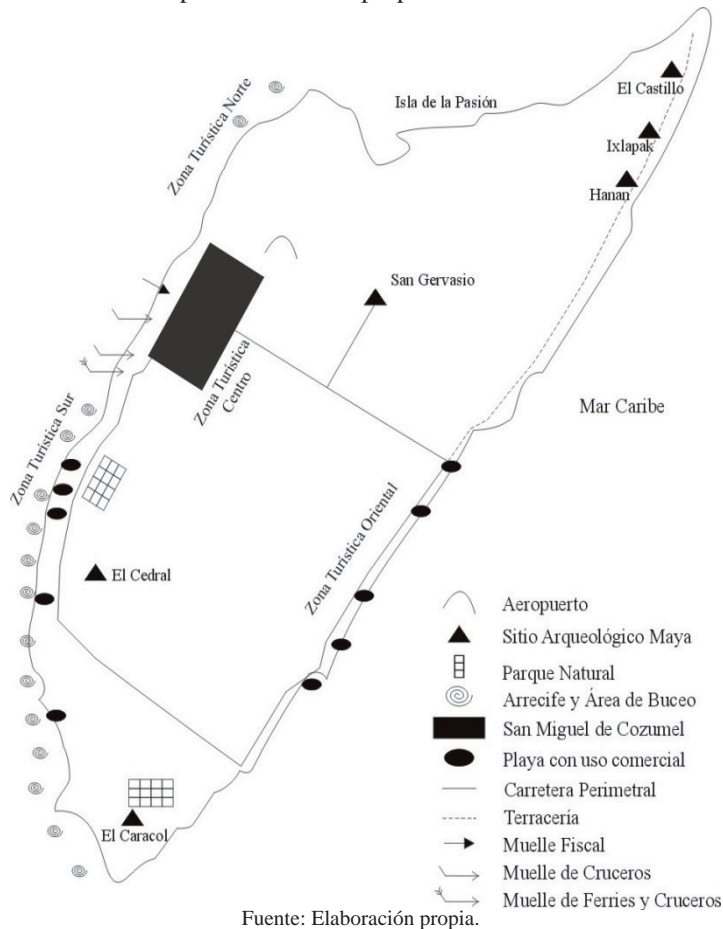 El Castillo
Isla de la Pasión
Ixlapak
Zona Turística Norte
Hanan
San Gervasio
Zona Turística
Centro
Mar Caribe
Zona Turística Sur
Zona Turística Oriental
El Cedral
El Caracol
Aeropuerto
Sitio Arqueológico Maya
Parque Natural
Arrecife y Área de Buceo
San Miguel de Cozumel
Playa con uso comercial
Carretera Perimetral
Terracería
Muelle Fiscal
Muelle de Cruceros
Muelle de Ferries y Cruceros
Fuente: Elaboración propia.